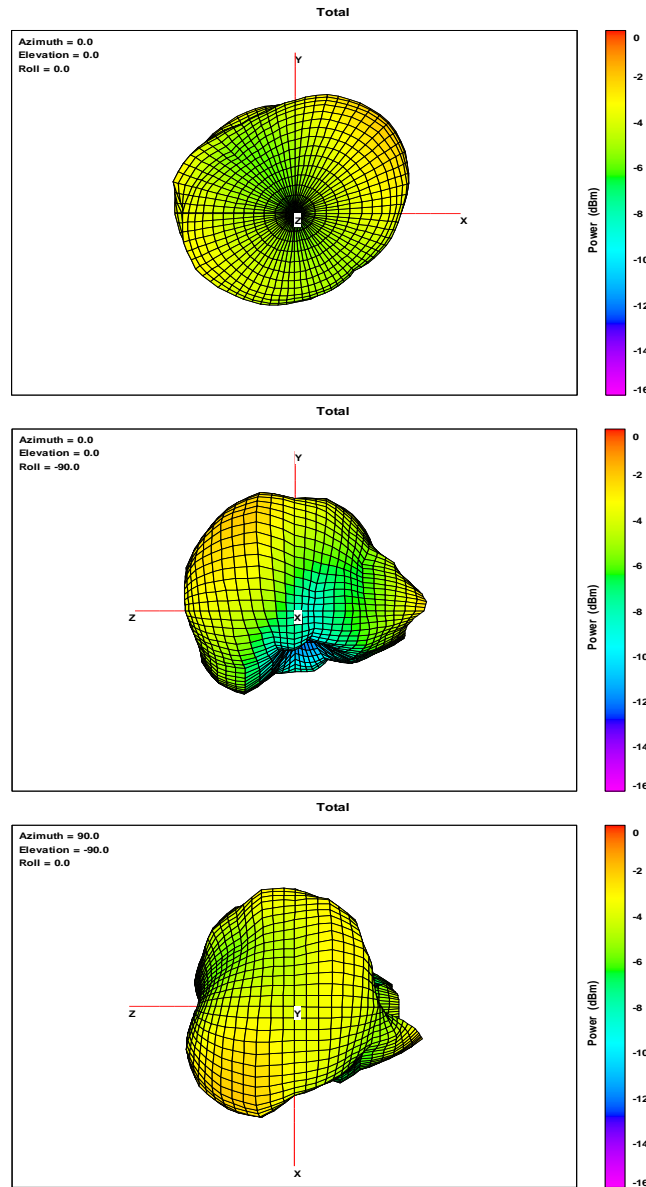 Total
Azimuth = 0.0
Elevation = 0.0
Roll = 0.0
Y
Z
X
0
-2
-4
-6
-8
-10
-12
-14
-16
Power (dBm)
Total
Azimuth = 0.0
Elevation = 0.0
Roll = -90.0
Y
Z
X
0
-2
-4
-6
-8
-10
-12
-14
-16
Power (dBm)
Total
Azimuth = 90.0
Elevation = -90.0
Roll = 0.0
Z
Y
X
0
-2
-4
-6
-8
-10
-12
-14
-16
Power (dBm)